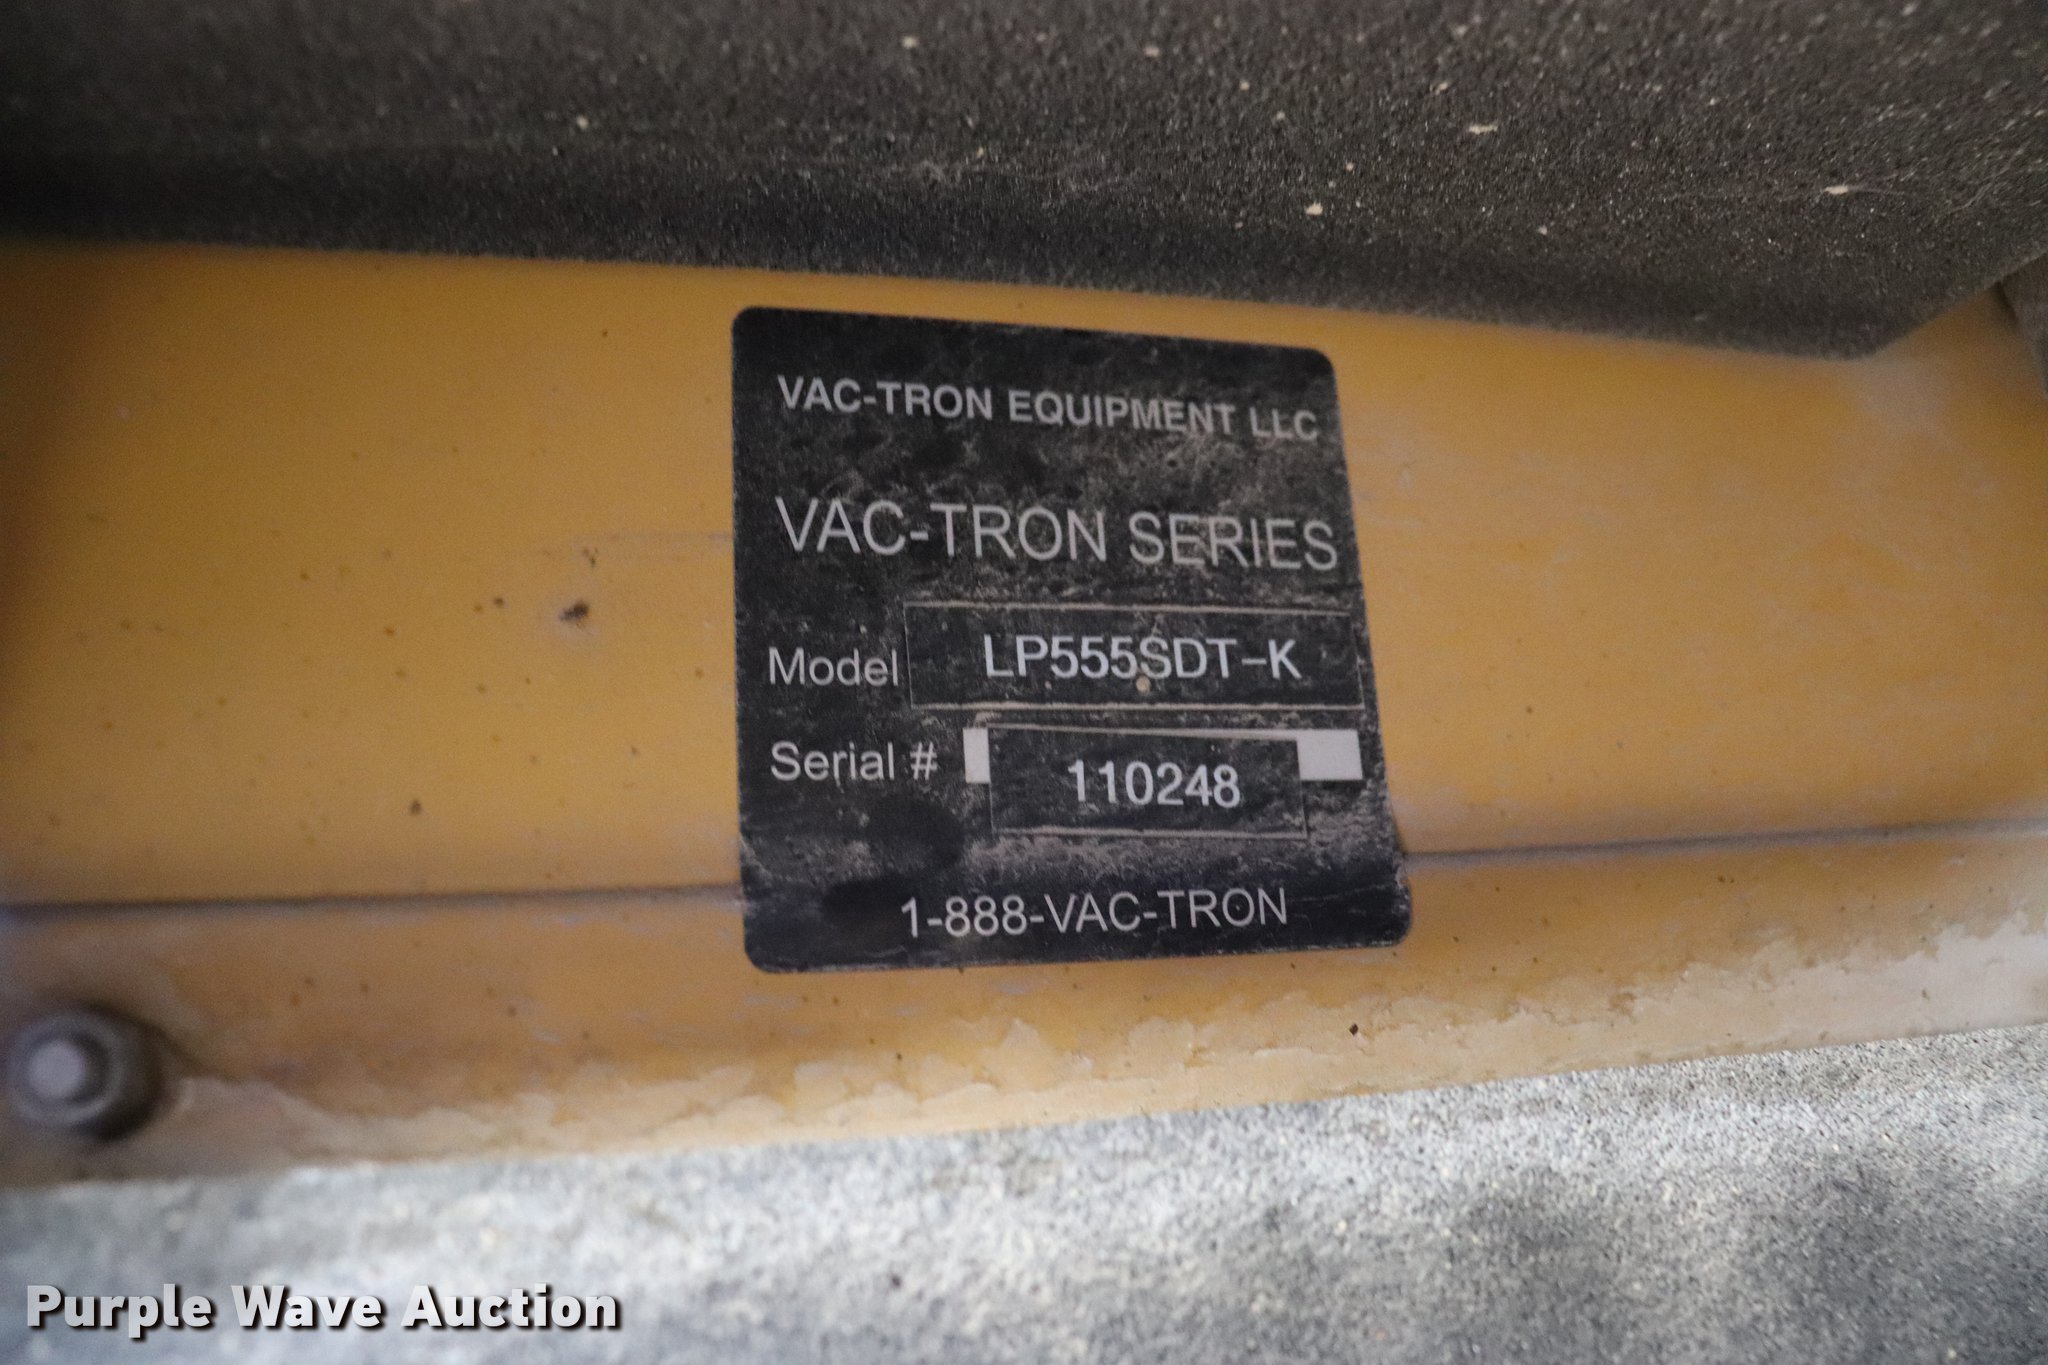 VAC-TRON EQUIPMENT LLC
VAC-TRON SERIES
Model LP555SDT-K
Serial # 110248
1-888-VAC-TRON
Purple Wave Auction